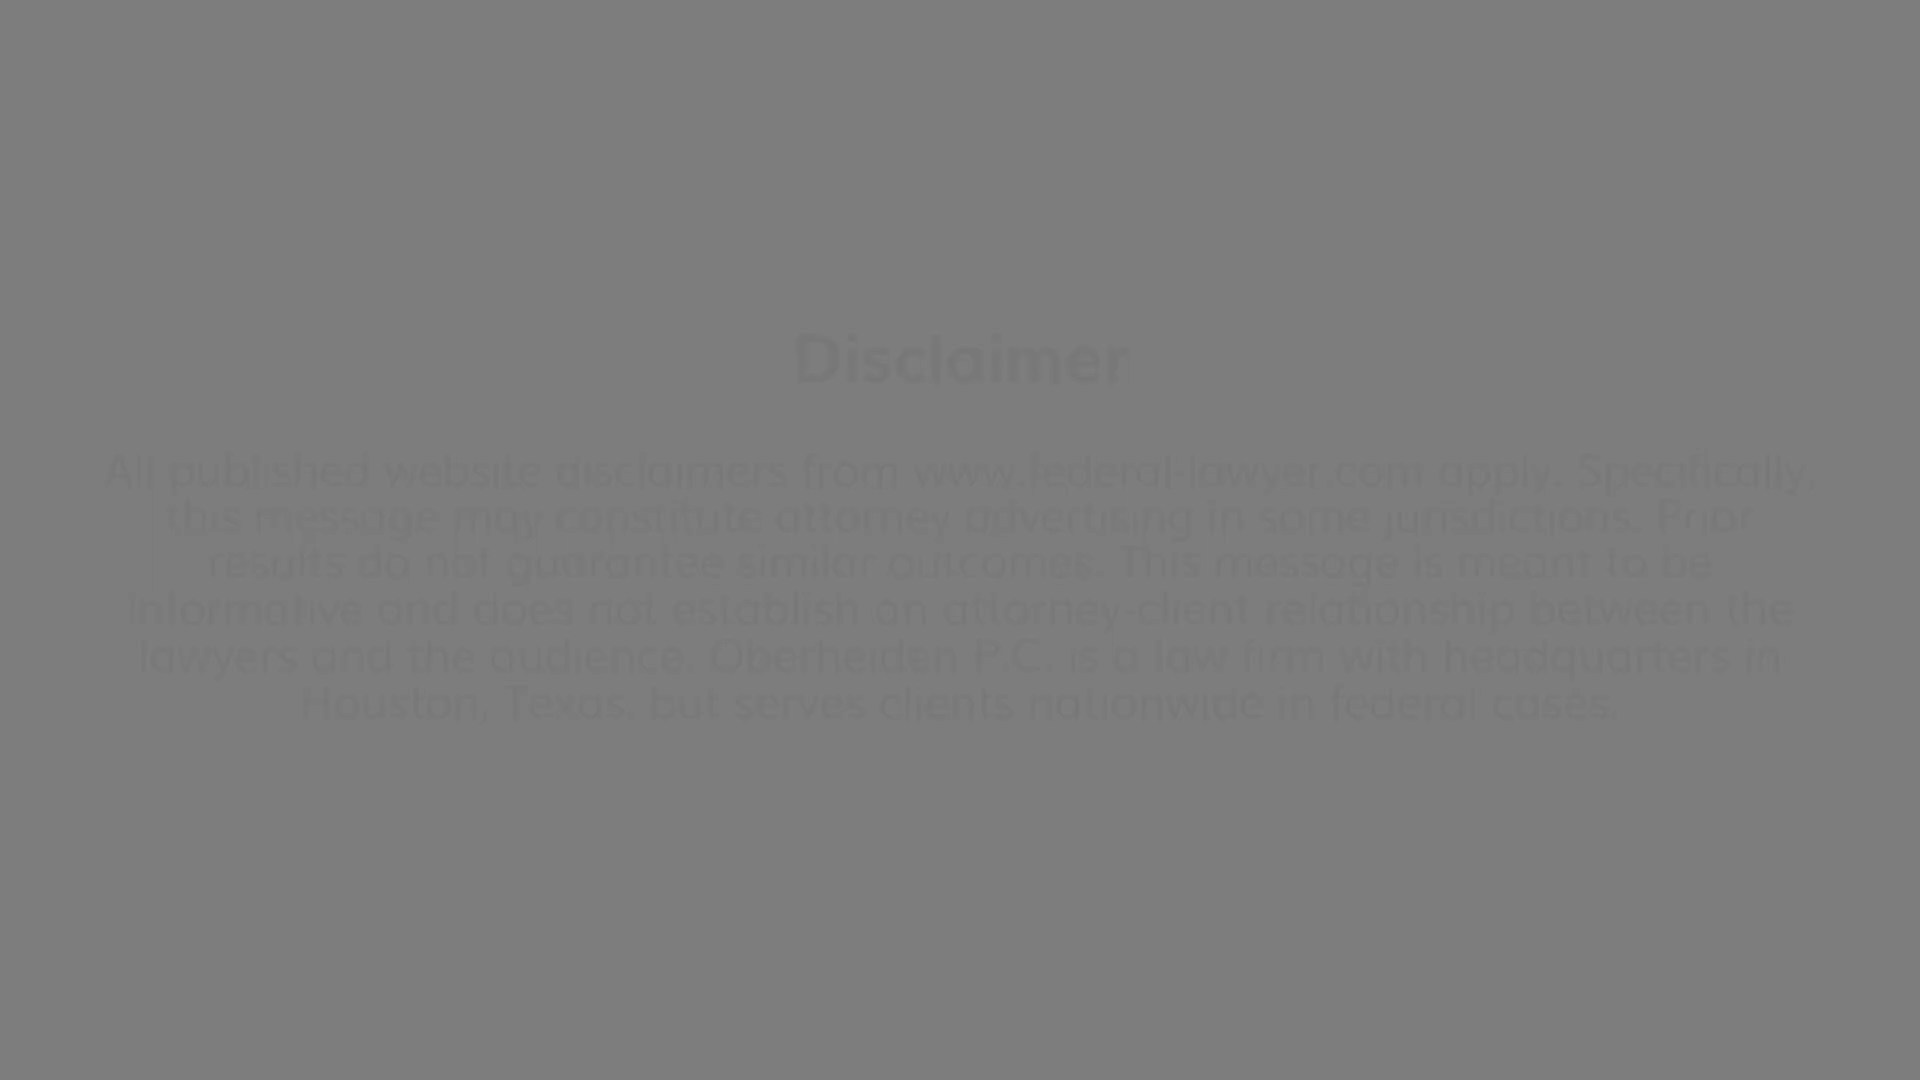 Disclaimer
All published website disclaimers from www.federal-lawyer.com apply. Specifically,
this message may constitute attorney advertising in some jurisdictions. Prior
results do not guarantee similar outcomes. This message is meant to be
informative and does not establish an attorney-client relationship between the
lawyers and the audience. Oberheiden P.C. is a law firm with headquarters in
Houston, Texas, but serves clients nationwide in federal cases.